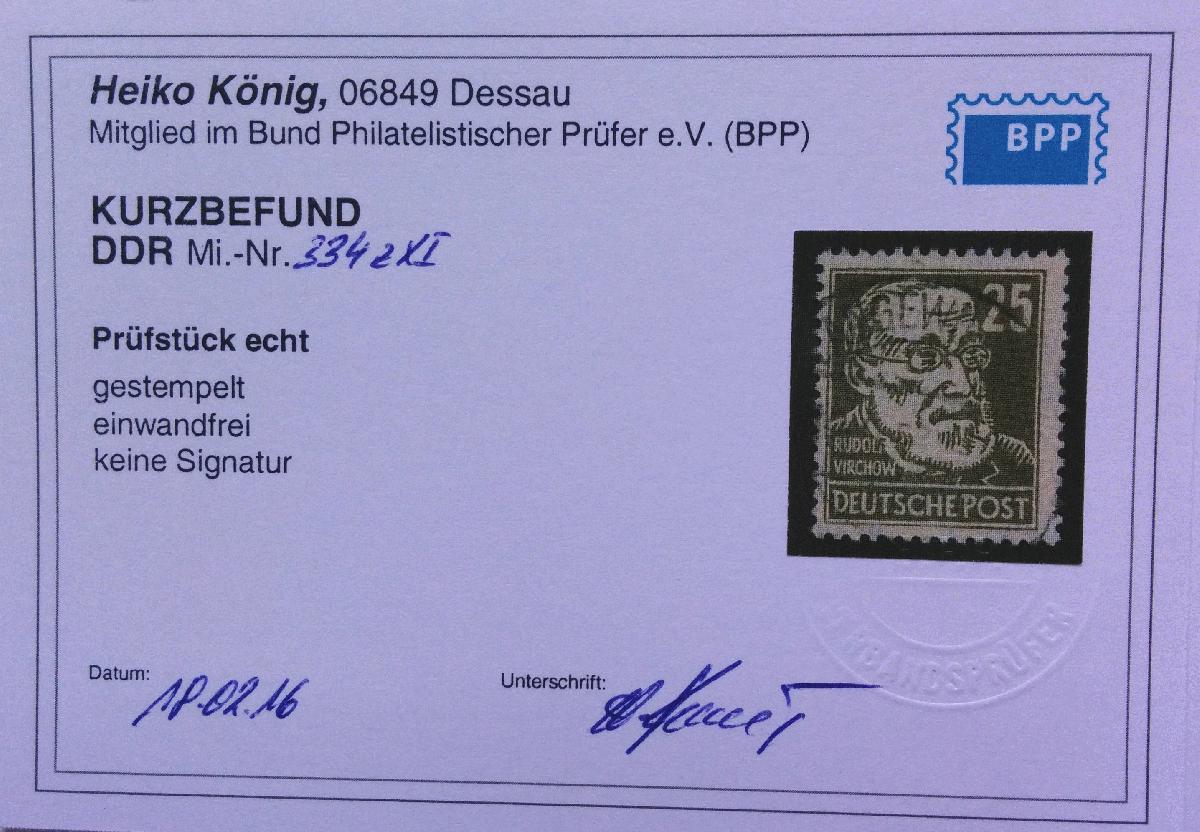 Heiko König, 06849 Dessau
Mitglied im Bund Philatelistischer Prüfer e.V. (BPP)
BPP
KURZBEFUND
DDR Mi.-Nr. 334 z XI
Prüfstück echt
gestempelt
einwandfrei
keine Signatur
25
RUDOLF
VIRCHOW
DEUTSCHE POST
VERBANDSPRÜFER
Datum: 18.02.16
Unterschrift: